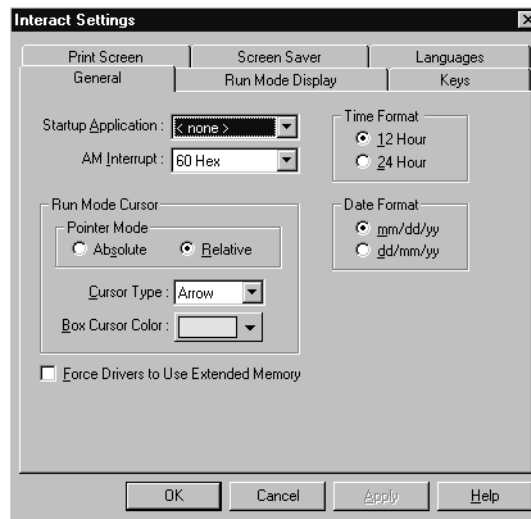 Interact Settings
Print Screen
Screen Saver
Languages
General
Run Mode Display
Keys
Startup Application :
< none >
AM Interrupt :
60 Hex
Time Format
12 Hour
24 Hour
Run Mode Cursor
Pointer Mode
Absolute
Relative
Cursor Type :
Arrow
Box Cursor Color :
Date Format
mm/dd/yy
dd/mm/yy
Force Drivers to Use Extended Memory
OK
Cancel
Apply
Help